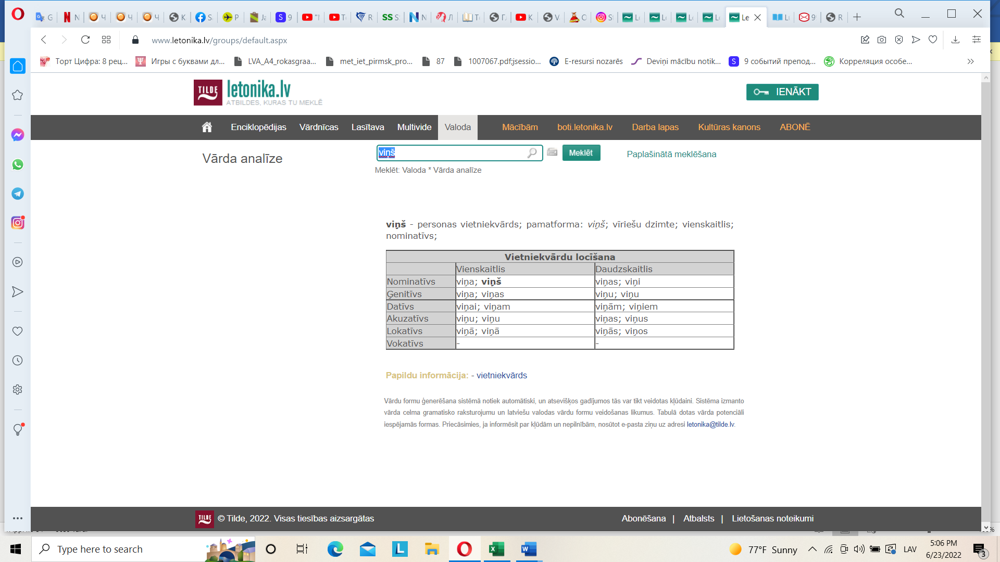 www.letonika.lv/groups/default.aspx
Торт Цифра: 8 рец... Игры с буквами дл... LVA_A4_rokasgraa... met_iet_pirmsk_pro... 87 1007067.pdf;jsessio... E-resursi nozarēs Deviņi mācību notik... 9 событий препод... Корреляция особе...
TILDE letonika.lv
ATBILDES, KURAS TU MEKLĒ
IENĀKT
Enciklopēdijas Vārdnīcas Lasītava Multivide Valoda Mācībām boti.letonika.lv Darba lapas Kultūras kanons ABONĒ
Vārda analīze
viņš
Meklēt
Paplašinātā meklēšana
Meklēt: Valoda * Vārda analīze
viņš - personas vietniekvārds; pamatforma: viņš; vīriešu dzimte; vienskaitlis;
nominatīvs;
Vietniekvārdu locīšana
Vienskaitlis Daudzskaitlis
Nominatīvs viņa; viņš viņas; viņi
Ģenitīvs viņa; viņas viņu; viņu
Datīvs viņai; viņam viņām; viņiem
Akuzatīvs viņu; viņu viņas; viņus
Lokatīvs viņā; viņā viņās; viņos
Vokatīvs - -
Papildu informācija: - vietniekvārds
Vārdu formu ģenerēšana sistēmā notiek automātiski, un atsevišķos gadījumos tās var tikt veidotas kļūdaini. Sistēma izmanto
vārda celma gramatisko raksturojumu un latviešu valodas vārdu formu veidošanas likumus. Tabulā dotas vārda potenciāli
iespējamās formas. Priecāsimies, ja informēsit par kļūdām un nepilnībām, nosūtot e-pasta ziņu uz adresi letonika@tilde.lv.
TILDE © Tilde, 2022. Visas tiesības aizsargātas
Abonēšana | Atbalsts | Lietošanas noteikumi
Type here to search
77°F Sunny
LAV
5:06 PM
6/23/2022
3